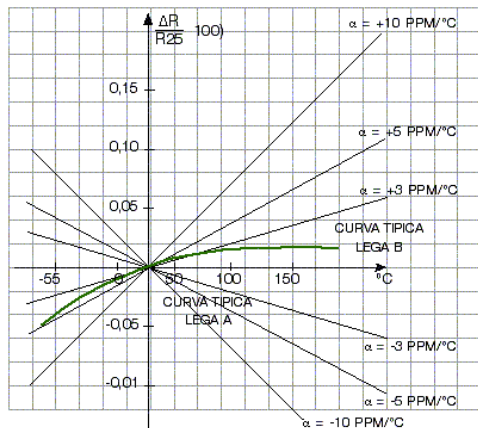 α = +10 PPM/°C
ΔR
R25 100)
0,15
α = +5 PPM/°C
0,10
α = +3 PPM/°C
0,05
CURVA TIPICA
LEGA B
-55 0 50 100 150 °C
CURVA TIPICA
LEGA A
-0,05
α = -3 PPM/°C
-0,01
α = -5 PPM/°C
α = -10 PPM/°C